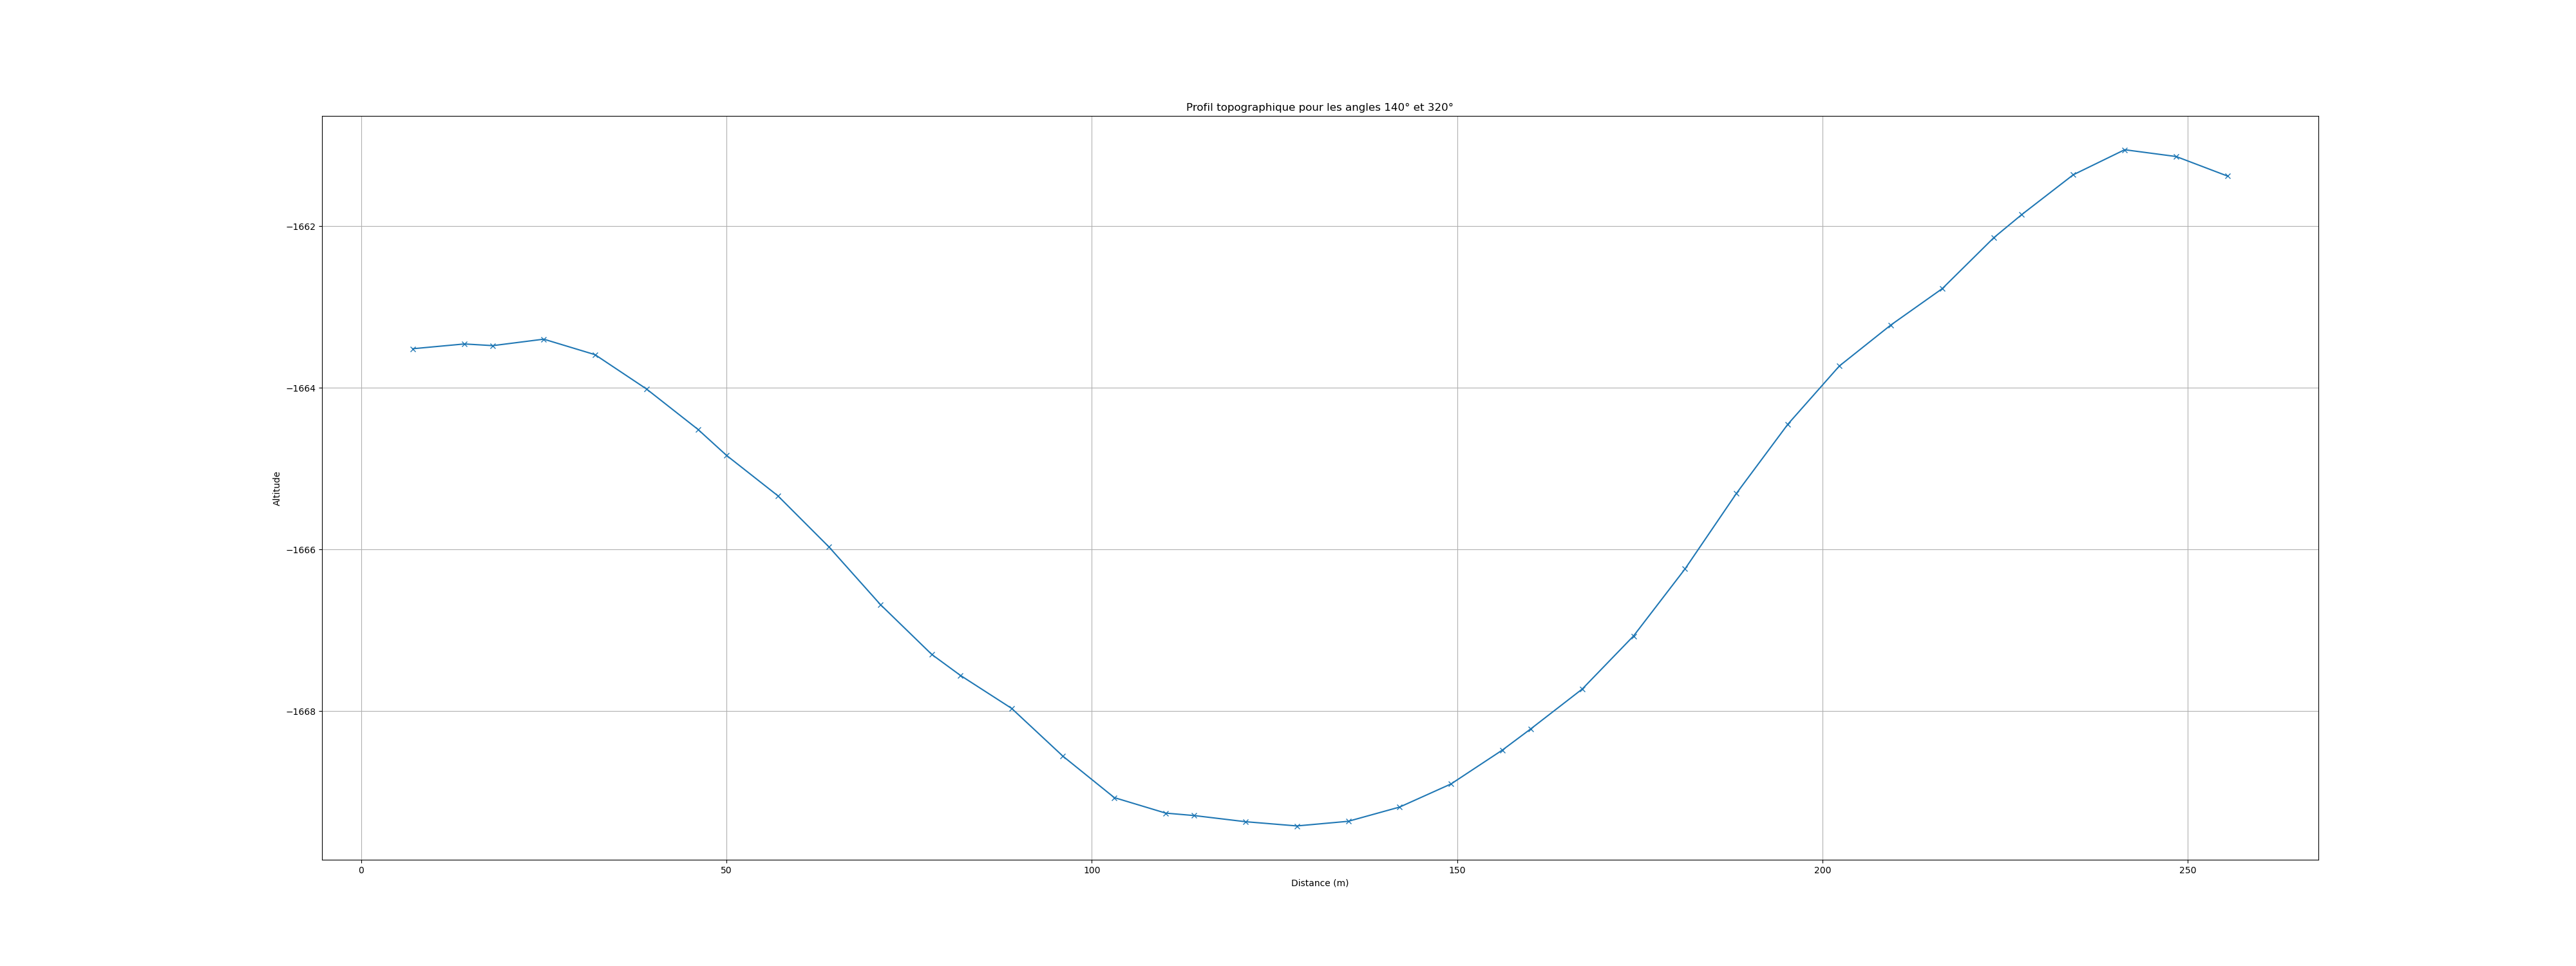 Profil topographique pour les angles 140° et 320°
−1662
−1664
−1666
−1668
Altitude
0 50 100 150 200 250
Distance (m)